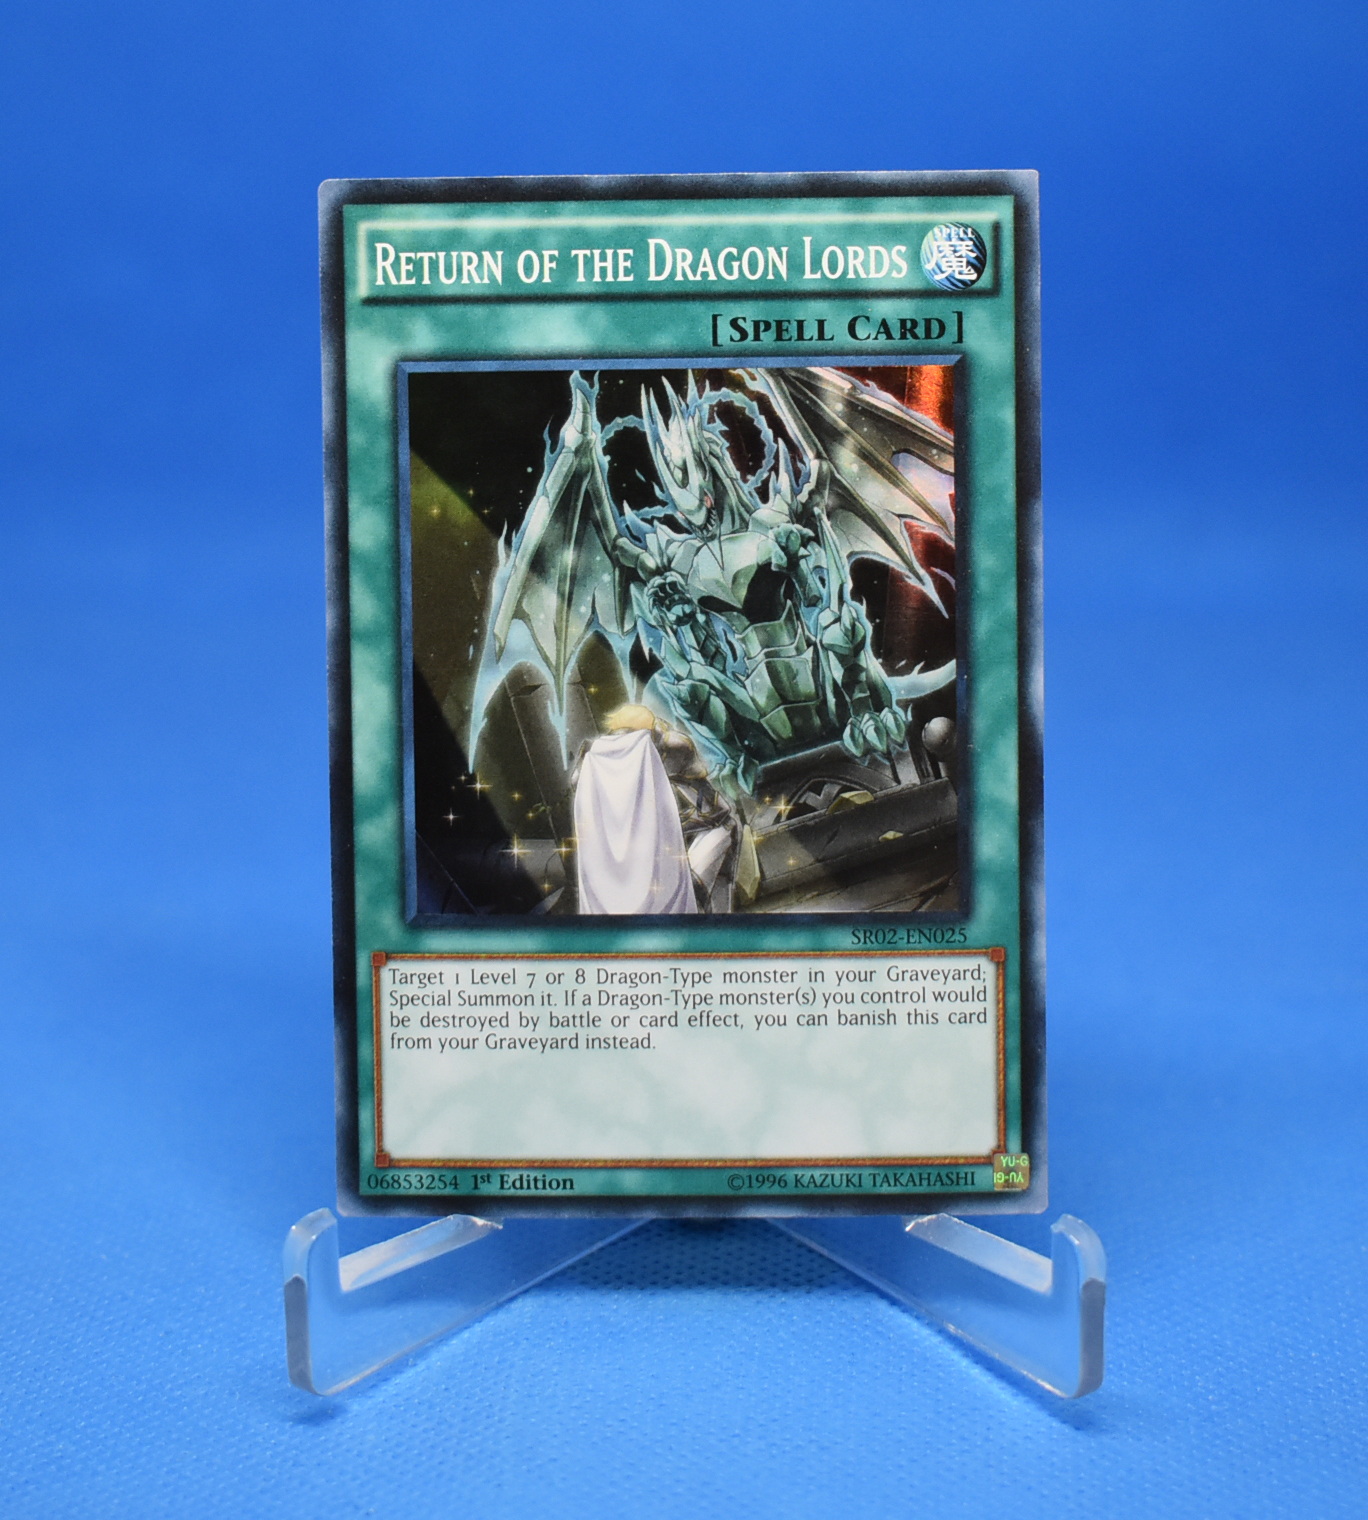 RETURN OF THE DRAGON LORDS
SPELL
魔
[SPELL CARD]
SR02-EN025
Target 1 Level 7 or 8 Dragon-Type monster in your Graveyard;
Special Summon it. If a Dragon-Type monster(s) you control would
be destroyed by battle or card effect, you can banish this card
from your Graveyard instead.
06853254 1st Edition
©1996 KAZUKI TAKAHASHI
YU-G
YU-GI